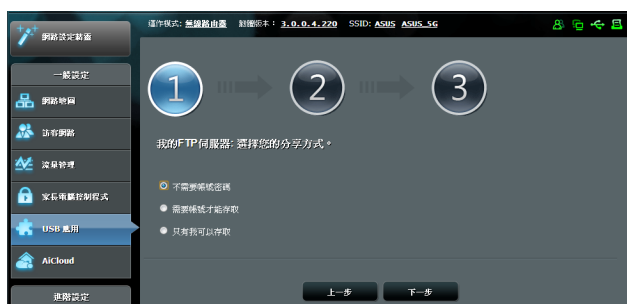 網路設定精靈
運作模式: 無線路由器 韌體版本: 3.0.0.4.220 SSID: ASUS ASUS_5G
一般設定
網路地圖
訪客網路
流量管理
家長電腦控制程式
USB 應用
AiCloud
進階設定
1 2 3
我的FTP伺服器: 選擇您的分享方式。
不需要帳號密碼
需要帳號才能存取
只有我可以存取
上一步 下一步